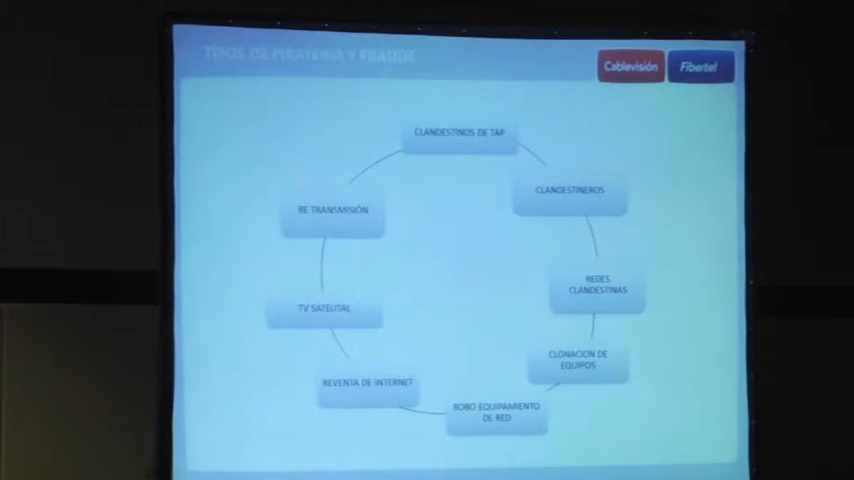 TIPOS DE PIRATERIA Y FRAUDE
Cablevisión
Fibertel
CLANDESTINOS DE TAP
CLANDESTINEROS
REDES
CLANDESTINAS
CLONACION DE
EQUIPOS
ROBO EQUIPAMIENTO
DE RED
REVENTA DE INTERNET
TV SATELITAL
RE TRANSMISIÓN